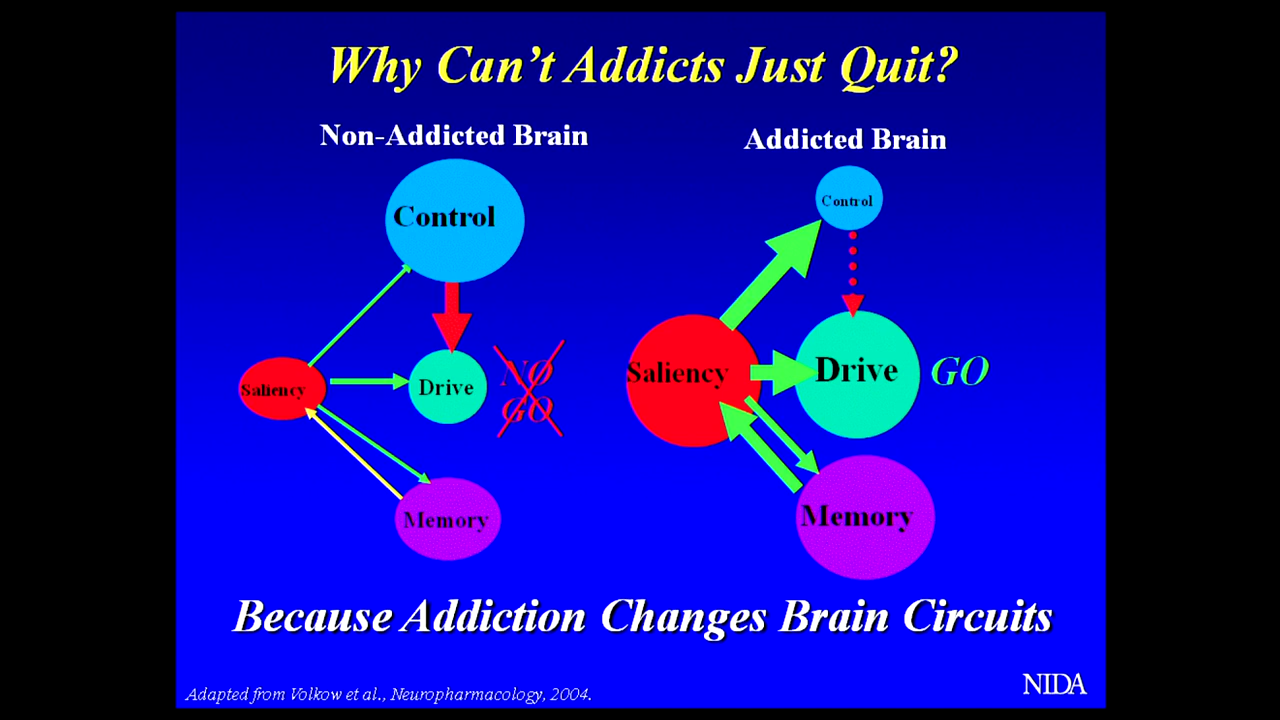 Why Can't Addicts Just Quit?
Non-Addicted Brain
Control
Saliency
Drive
NO
GO
Memory
Addicted Brain
Control
Saliency
Drive
GO
Memory
Because Addiction Changes Brain Circuits
Adapted from Volkow et al., Neuropharmacology, 2004.
NIDA